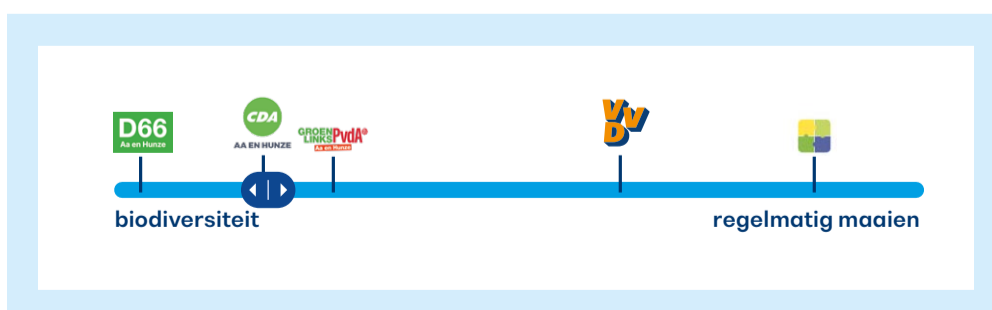 D66
Aa en Hunze
CDA
AA EN HUNZE
GROEN
LINKS PvdA
Aa en Hunze
VVD
biodiversiteit
regelmatig maaien